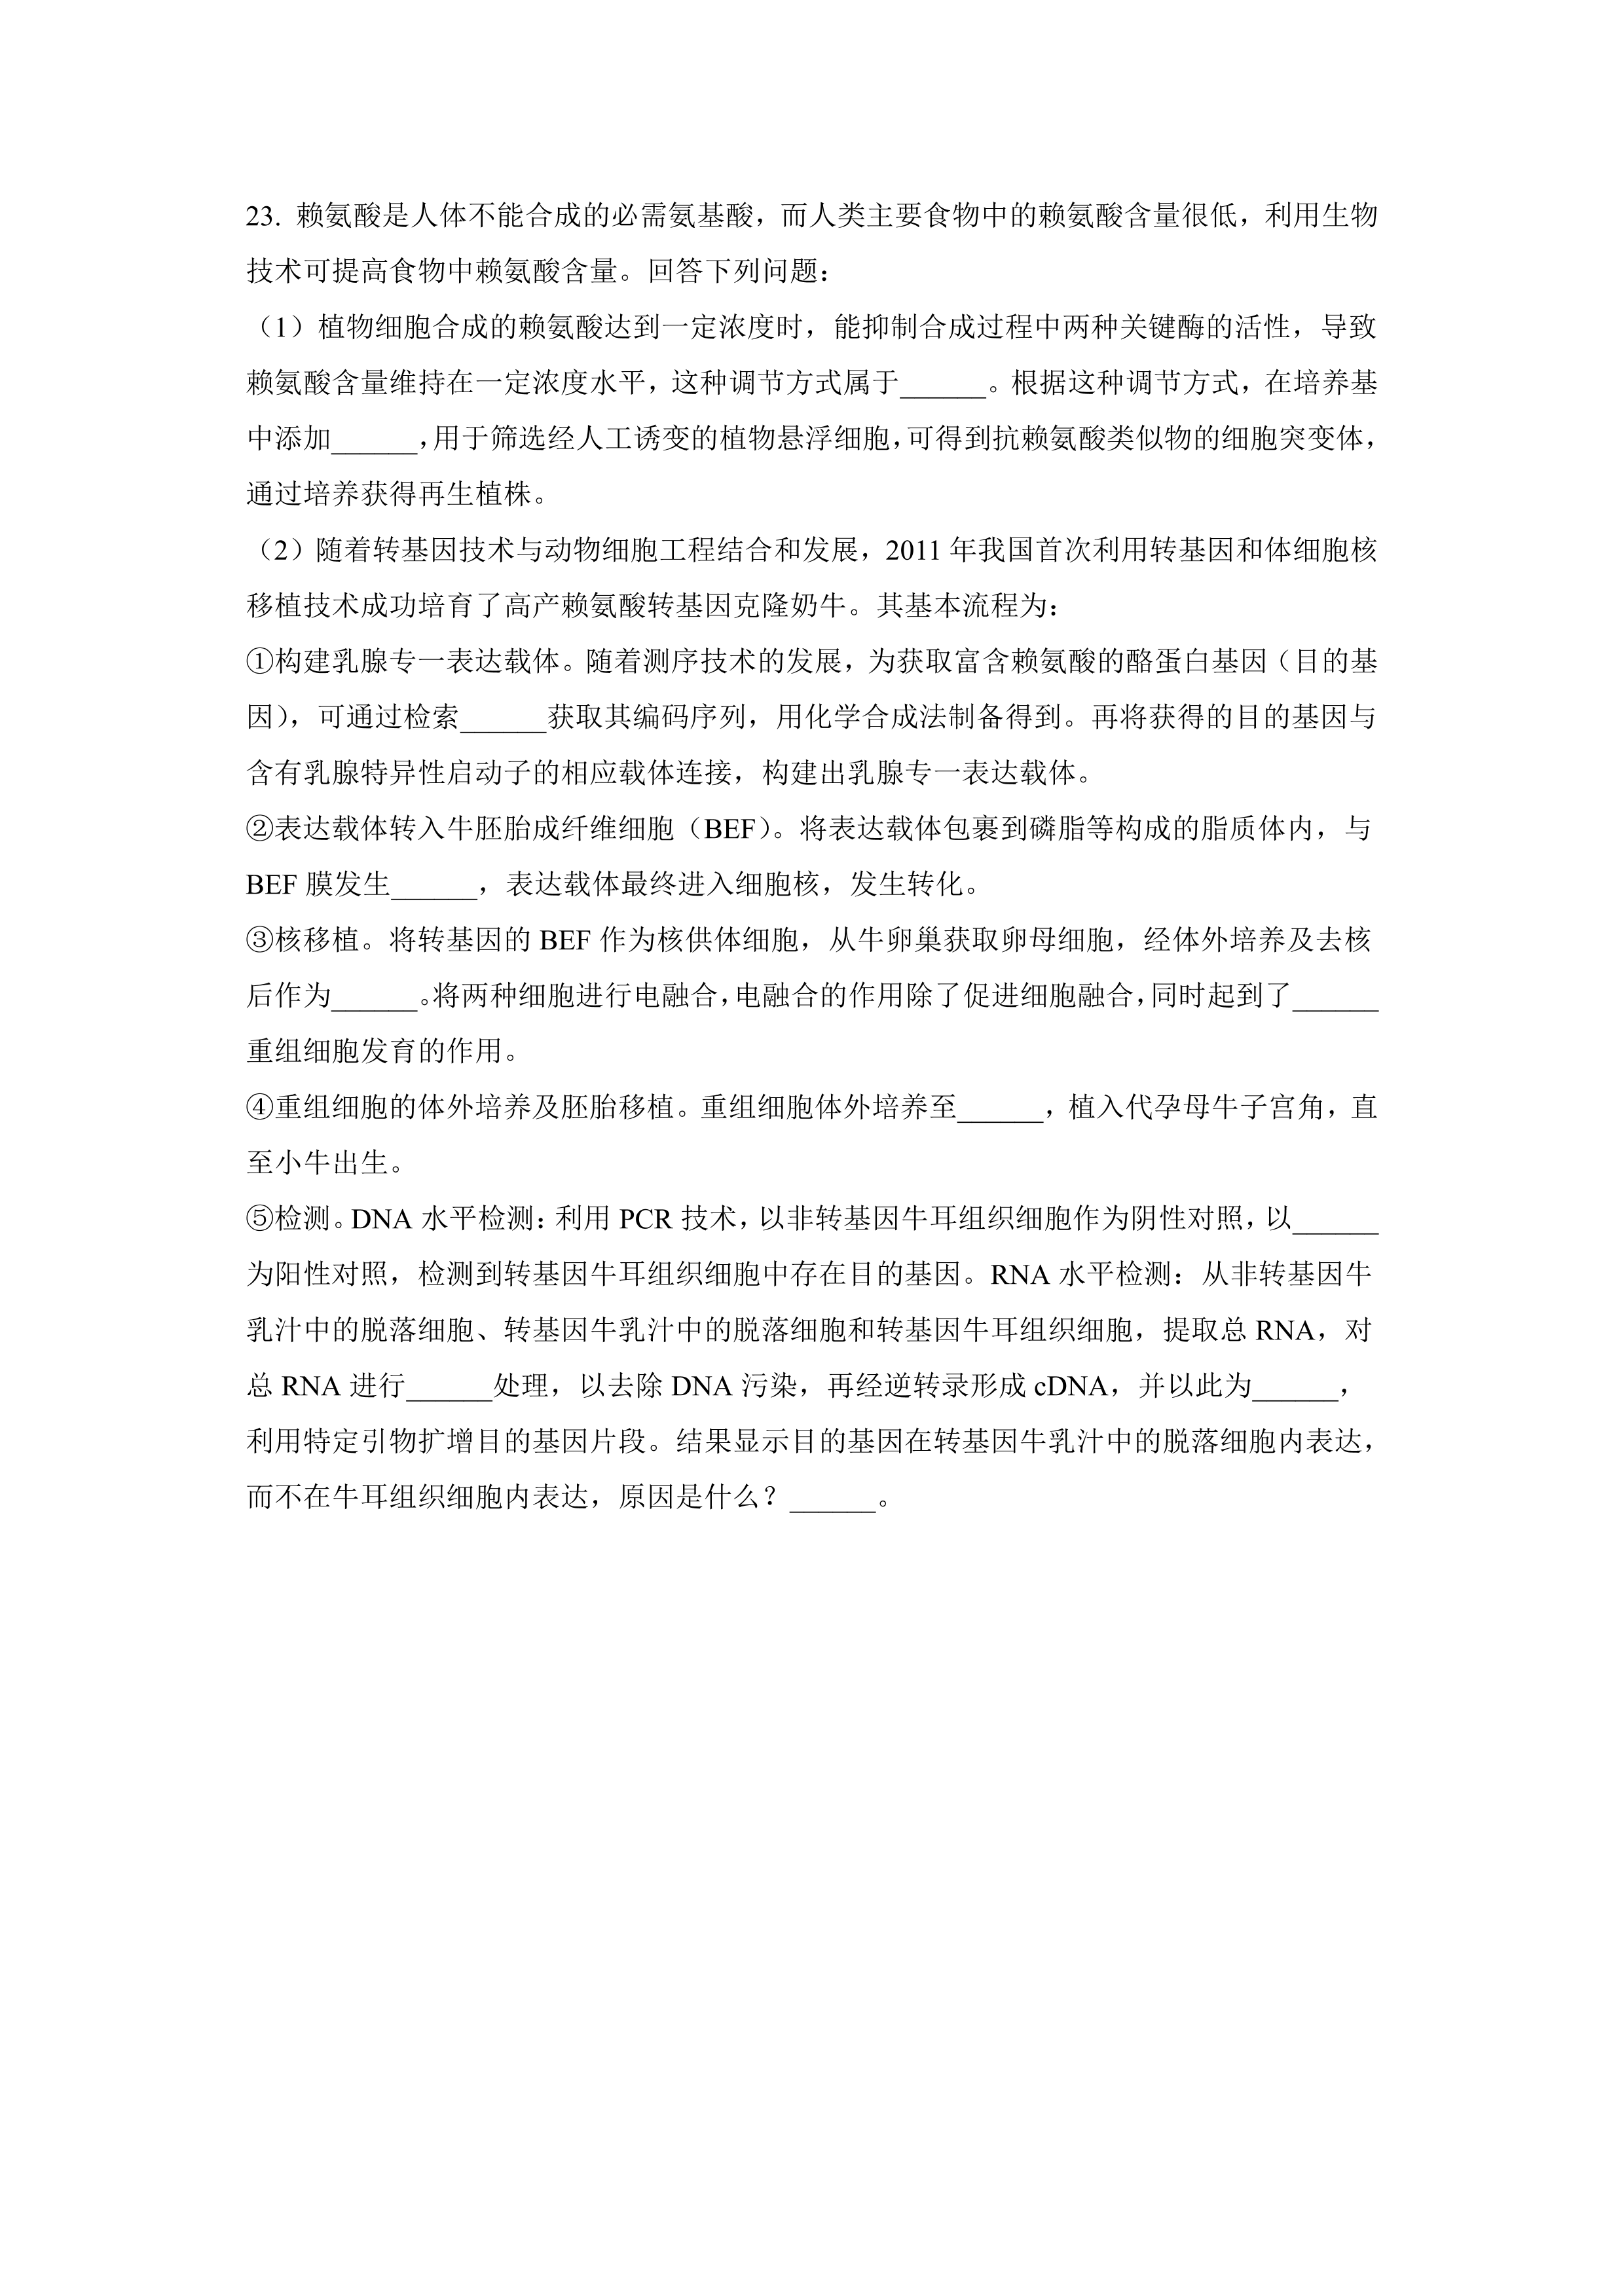 23. 赖氨酸是人体不能合成的必需氨基酸，而人类主要食物中的赖氨酸含量很低，利用生物
技术可提高食物中赖氨酸含量。回答下列问题：
（1）植物细胞合成的赖氨酸达到一定浓度时，能抑制合成过程中两种关键酶的活性，导致
赖氨酸含量维持在一定浓度水平，这种调节方式属于______。根据这种调节方式，在培养基
中添加______，用于筛选经人工诱变的植物悬浮细胞，可得到抗赖氨酸类似物的细胞突变体，
通过培养获得再生植株。
（2）随着转基因技术与动物细胞工程结合和发展，2011 年我国首次利用转基因和体细胞核
移植技术成功培育了高产赖氨酸转基因克隆奶牛。其基本流程为：
①构建乳腺专一表达载体。随着测序技术的发展，为获取富含赖氨酸的酪蛋白基因（目的基
因），可通过检索______获取其编码序列，用化学合成法制备得到。再将获得的目的基因与
含有乳腺特异性启动子的相应载体连接，构建出乳腺专一表达载体。
②表达载体转入牛胚胎成纤维细胞（BEF）。将表达载体包裹到磷脂等构成的脂质体内，与
BEF 膜发生______，表达载体最终进入细胞核，发生转化。
③核移植。将转基因的 BEF 作为核供体细胞，从牛卵巢获取卵母细胞，经体外培养及去核
后作为______。将两种细胞进行电融合，电融合的作用除了促进细胞融合，同时起到了______
重组细胞发育的作用。
④重组细胞的体外培养及胚胎移植。重组细胞体外培养至______，植入代孕母牛子宫角，直
至小牛出生。
⑤检测。DNA 水平检测：利用 PCR 技术，以非转基因牛耳组织细胞作为阴性对照，以______
为阳性对照，检测到转基因牛耳组织细胞中存在目的基因。RNA 水平检测：从非转基因牛
乳汁中的脱落细胞、转基因牛乳汁中的脱落细胞和转基因牛耳组织细胞，提取总 RNA，对
总 RNA 进行______处理，以去除 DNA 污染，再经逆转录形成 cDNA，并以此为______，
利用特定引物扩增目的基因片段。结果显示目的基因在转基因牛乳汁中的脱落细胞内表达，
而不在牛耳组织细胞内表达，原因是什么？______。